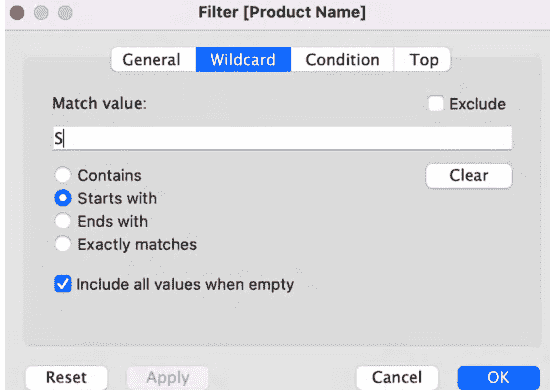 Filter [Product Name]
General Wildcard Condition Top
Match value: Exclude
S
Contains Clear
Starts with
Ends with
Exactly matches
Include all values when empty
Reset Apply Cancel OK